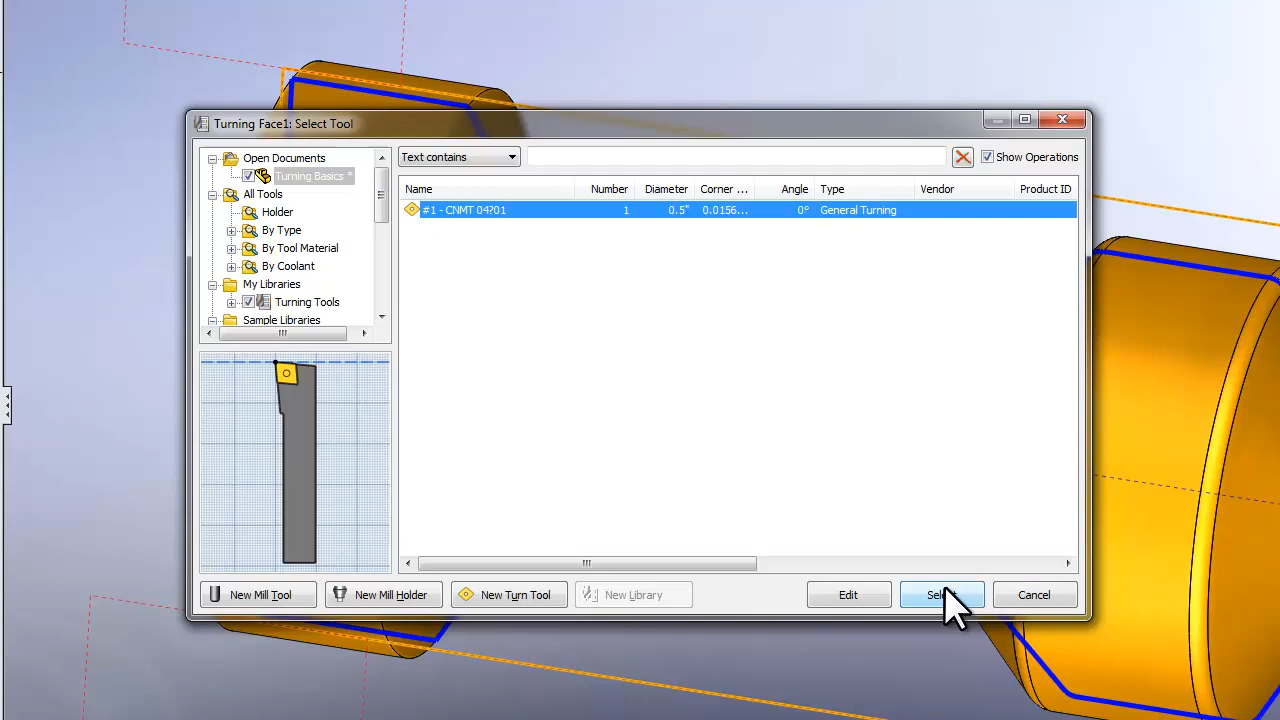 Turning Face1: Select Tool
Open Documents
Turning Basics *
All Tools
Holder
By Type
By Tool Material
By Coolant
My Libraries
Turning Tools
Sample Libraries
Text contains
Show Operations
Name Number Diameter Corner ... Angle Type Vendor Product ID
#1 - CNMT 04?01 1 0.5" 0.0156... 0° General Turning
New Mill Tool New Mill Holder New Turn Tool New Library Edit Cancel